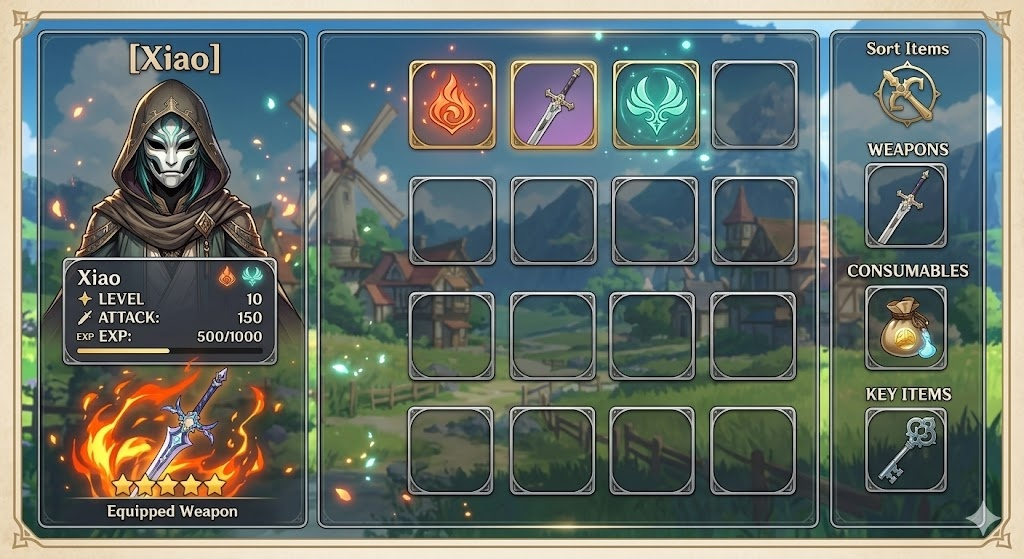 [Xiao]
Xiao
LEVEL 10
ATTACK: 150
EXP EXP: 500/1000
Equipped Weapon
Sort Items
WEAPONS
CONSUMABLES
KEY ITEMS